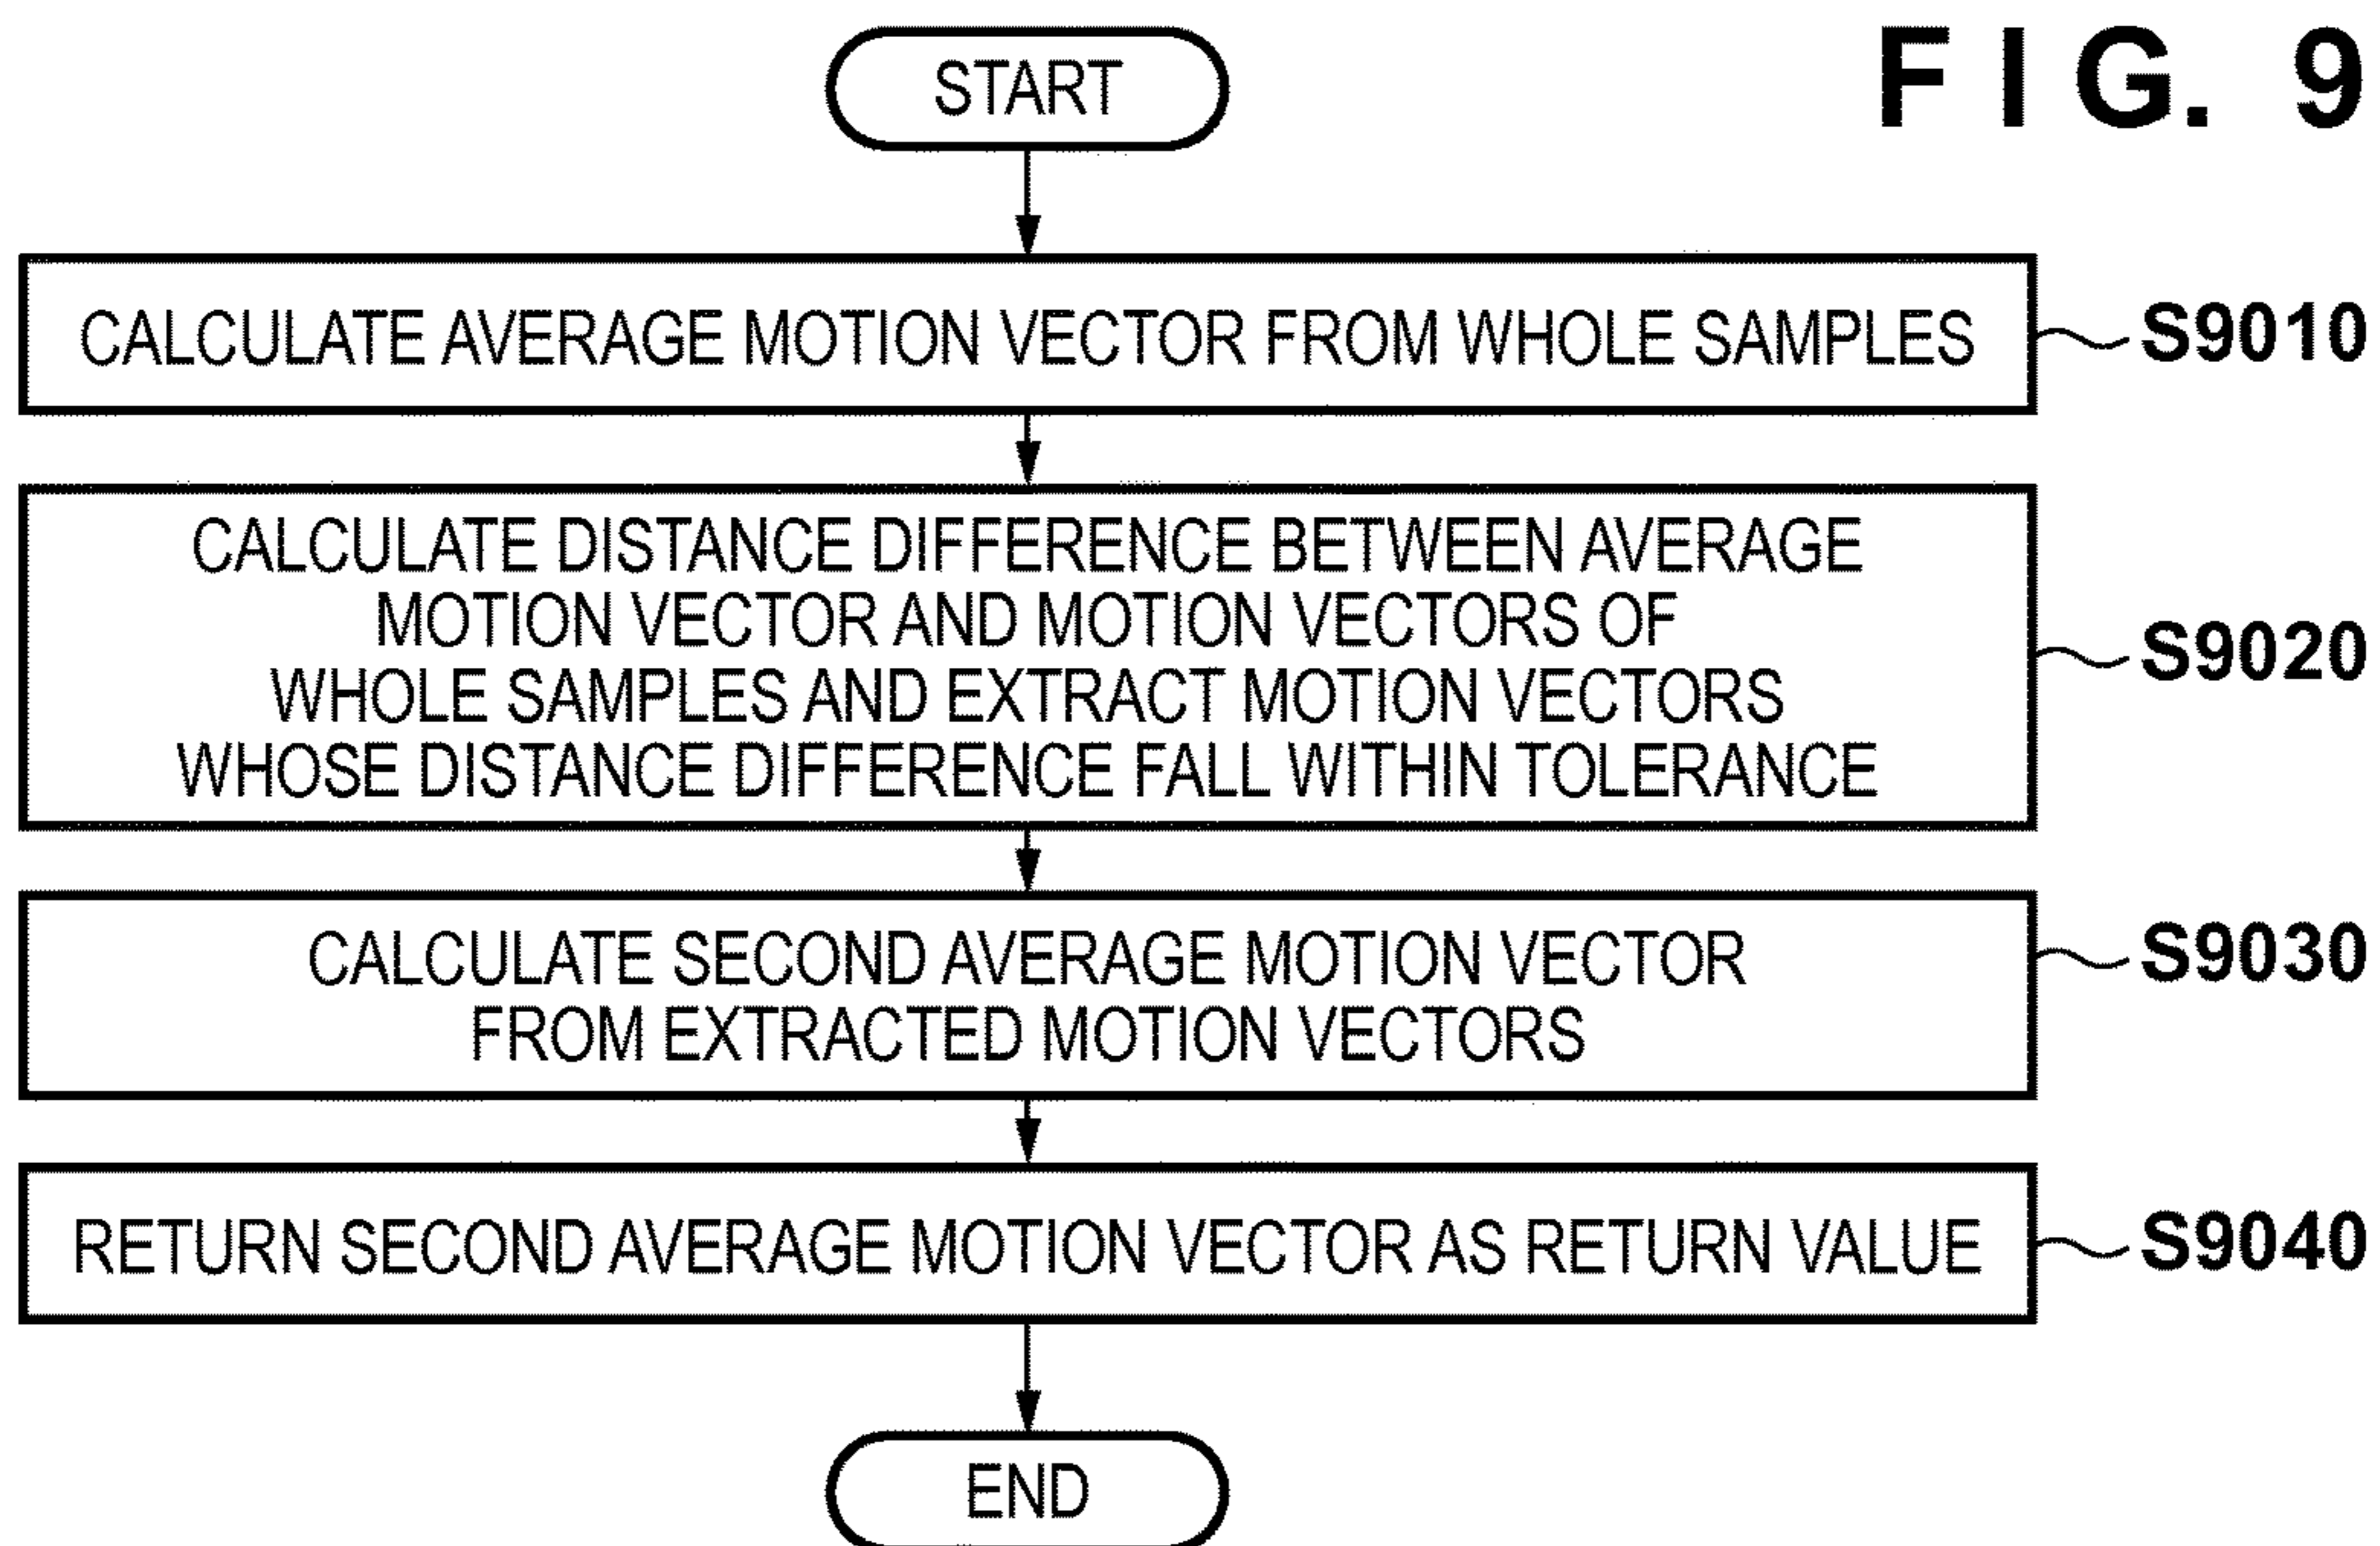 FIG. 9
START
CALCULATE AVERAGE MOTION VECTOR FROM WHOLE SAMPLES
S9010
CALCULATE DISTANCE DIFFERENCE BETWEEN AVERAGE
MOTION VECTOR AND MOTION VECTORS OF
WHOLE SAMPLES AND EXTRACT MOTION VECTORS
WHOSE DISTANCE DIFFERENCE FALL WITHIN TOLERANCE
S9020
CALCULATE SECOND AVERAGE MOTION VECTOR
FROM EXTRACTED MOTION VECTORS
S9030
RETURN SECOND AVERAGE MOTION VECTOR AS RETURN VALUE
S9040
END